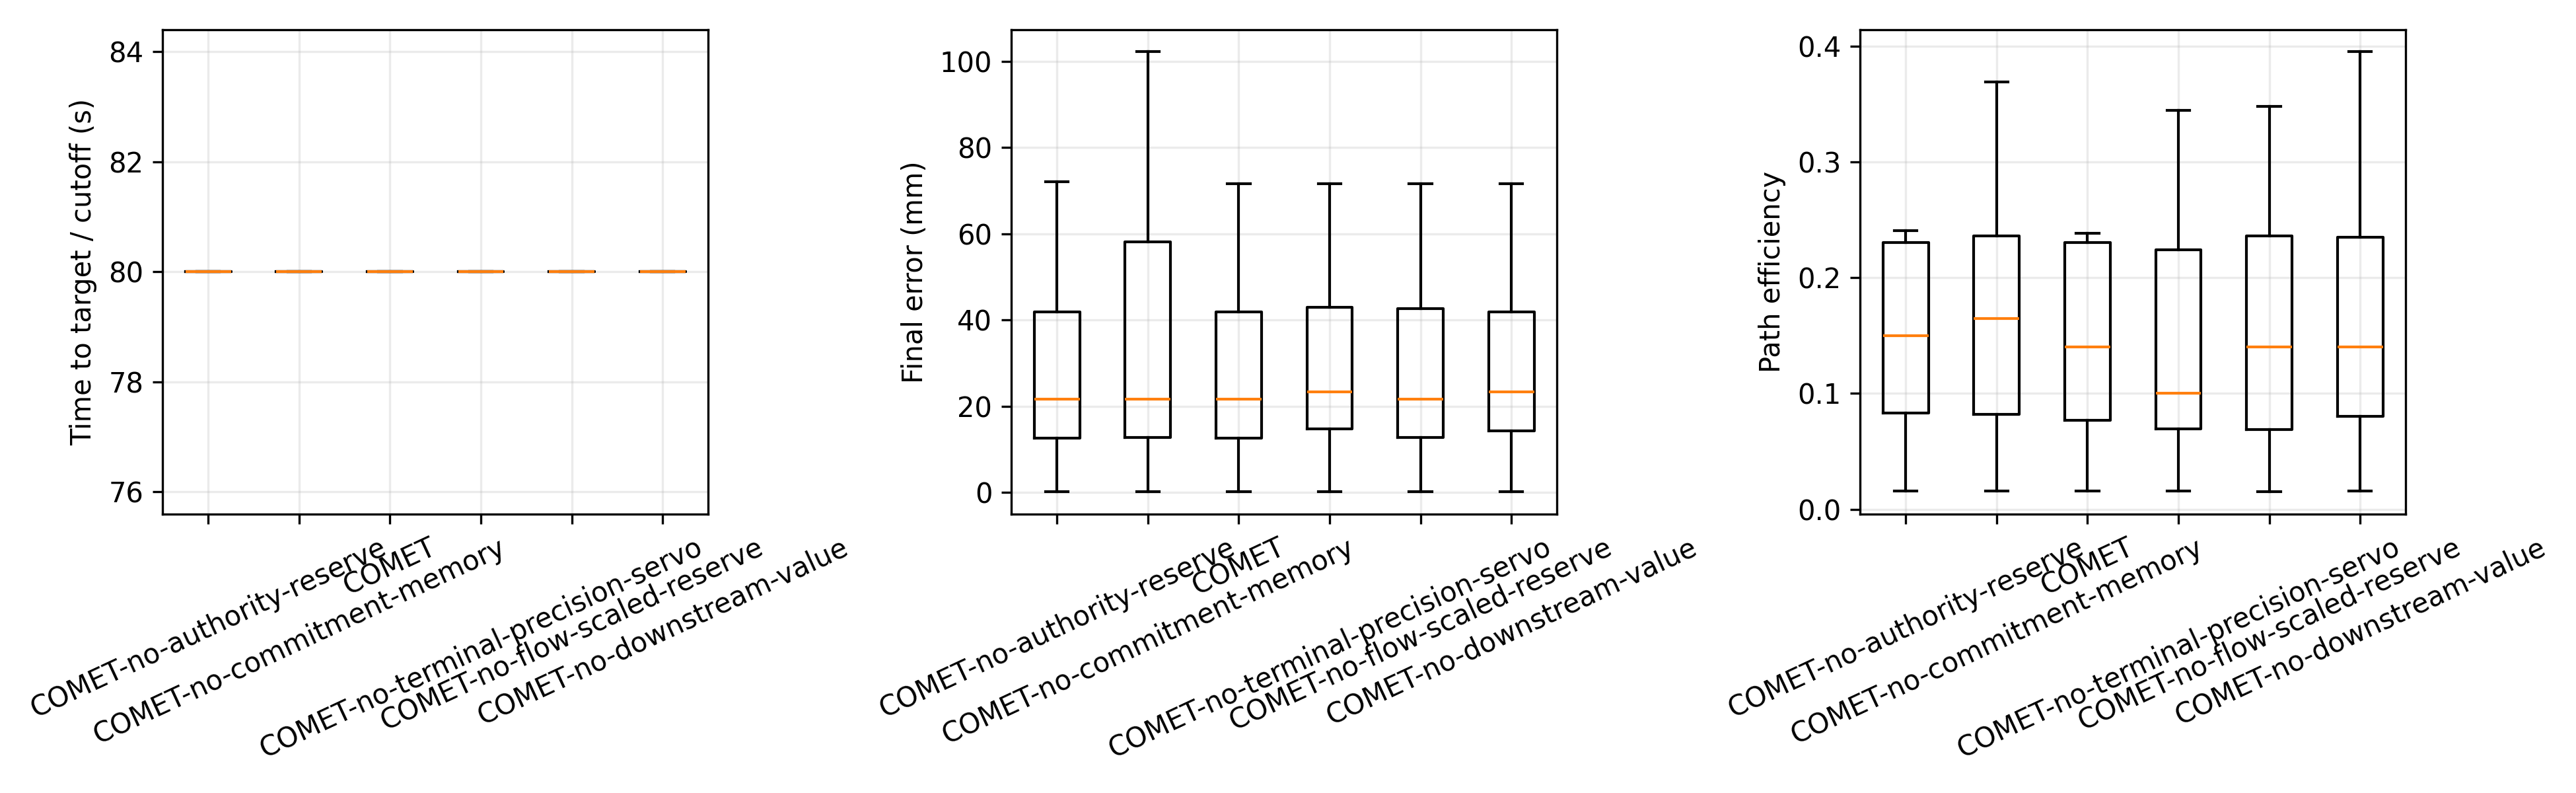 Time to target / cutoff (s)
84
82
80
78
76
COMET-no-authority-reserve
COMET-no-commitment-memory
COMET
COMET-no-terminal-precision-servo
COMET-no-flow-scaled-reserve
COMET-no-downstream-value
Final error (mm)
100
80
60
40
20
0
COMET-no-authority-reserve
COMET-no-commitment-memory
COMET
COMET-no-terminal-precision-servo
COMET-no-flow-scaled-reserve
COMET-no-downstream-value
Path efficiency
0.4
0.3
0.2
0.1
0.0
COMET-no-authority-reserve
COMET-no-commitment-memory
COMET
COMET-no-terminal-precision-servo
COMET-no-flow-scaled-reserve
COMET-no-downstream-value